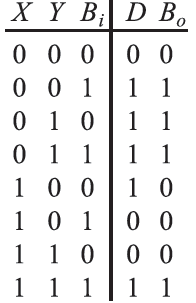 X Y Bi D Bo
0 0 0 0 0
0 0 1 1 1
0 1 0 1 1
0 1 1 1 1
1 0 0 1 0
1 0 1 0 0
1 1 0 0 0
1 1 1 1 1